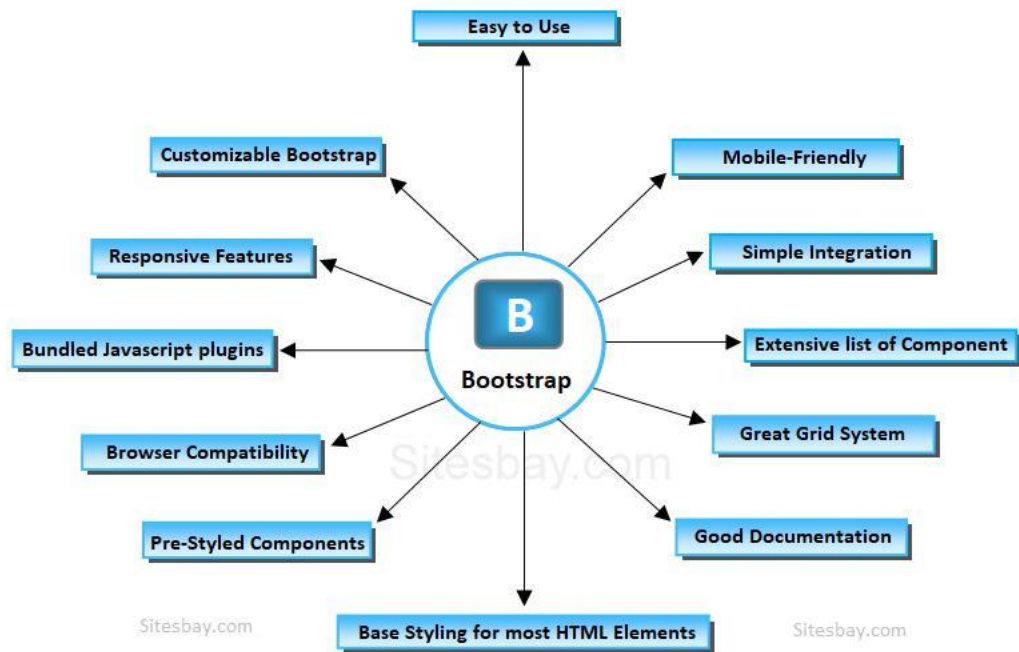 Easy to Use
Customizable Bootstrap
Mobile-Friendly
Responsive Features
Simple Integration
B
Bundled Javascript plugins
Extensive list of Component
Bootstrap
Great Grid System
Browser Compatibility
Sitesbay.com
Pre-Styled Components
Good Documentation
Sitesbay.com
Base Styling for most HTML Elements
Sitesbay.com